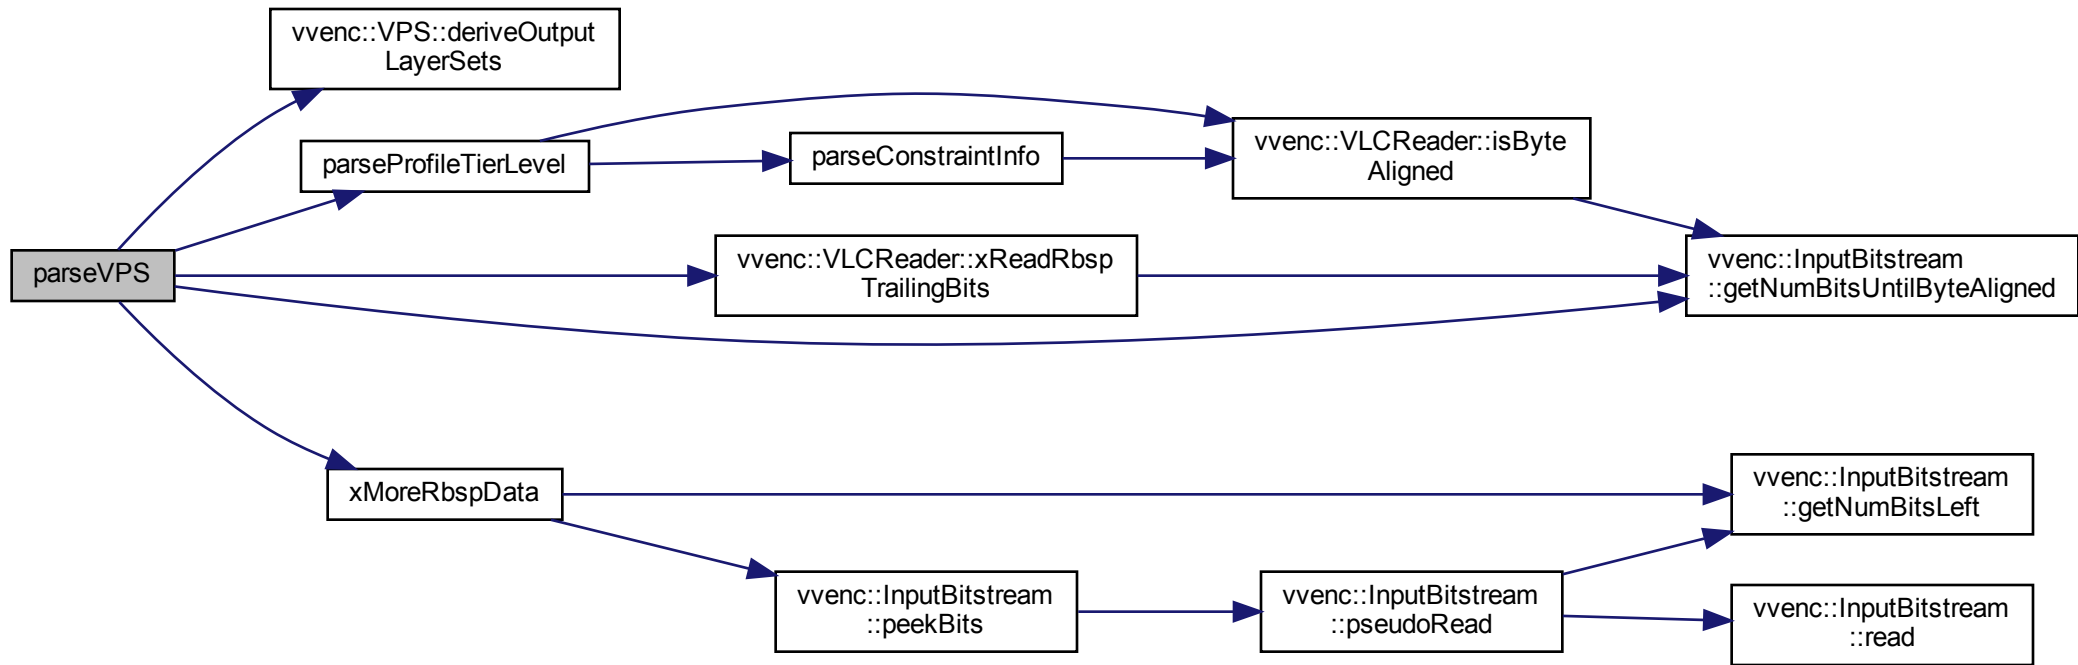 vvenc::VPS::deriveOutput
LayerSets
parseProfileTierLevel
parseConstraintInfo
vvenc::VLCReader::isByte
Aligned
parseVPS
vvenc::VLCReader::xReadRbsp
TrailingBits
vvenc::InputBitstream
::getNumBitsUntilByteAligned
xMoreRbspData
vvenc::InputBitstream
::getNumBitsLeft
vvenc::InputBitstream
::peekBits
vvenc::InputBitstream
::pseudoRead
vvenc::InputBitstream
::read